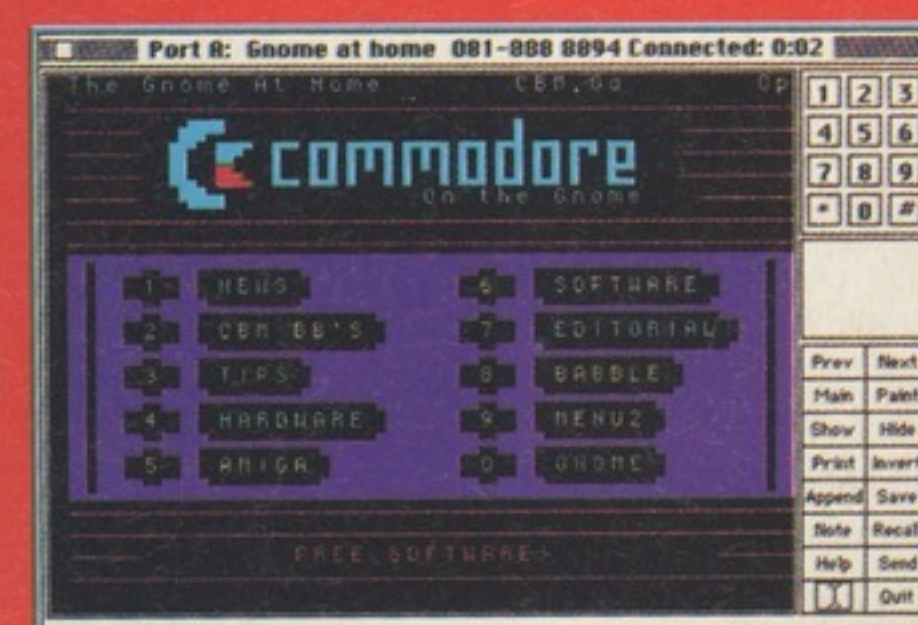 Port A: Gnome at home 081-888 8894 Connected: 0:02
The Gnome At Home CBM.Ga 0p
commodore
On the Gnome
1 NEWS
2 CBM BB'S
3 TIPS
4 HARDWARE
5 AMIGA
6 SOFTWARE
7 EDITORIAL
8 BABBLE
9 MENU2
0 GNOME
FREE SOFTWARE
1 2 3
4 5 6
7 8 9
* 0 #
Prev Next
Main Paint
Show Hide
Print Invert
Append Save
Note Recall
Help Send
Quit